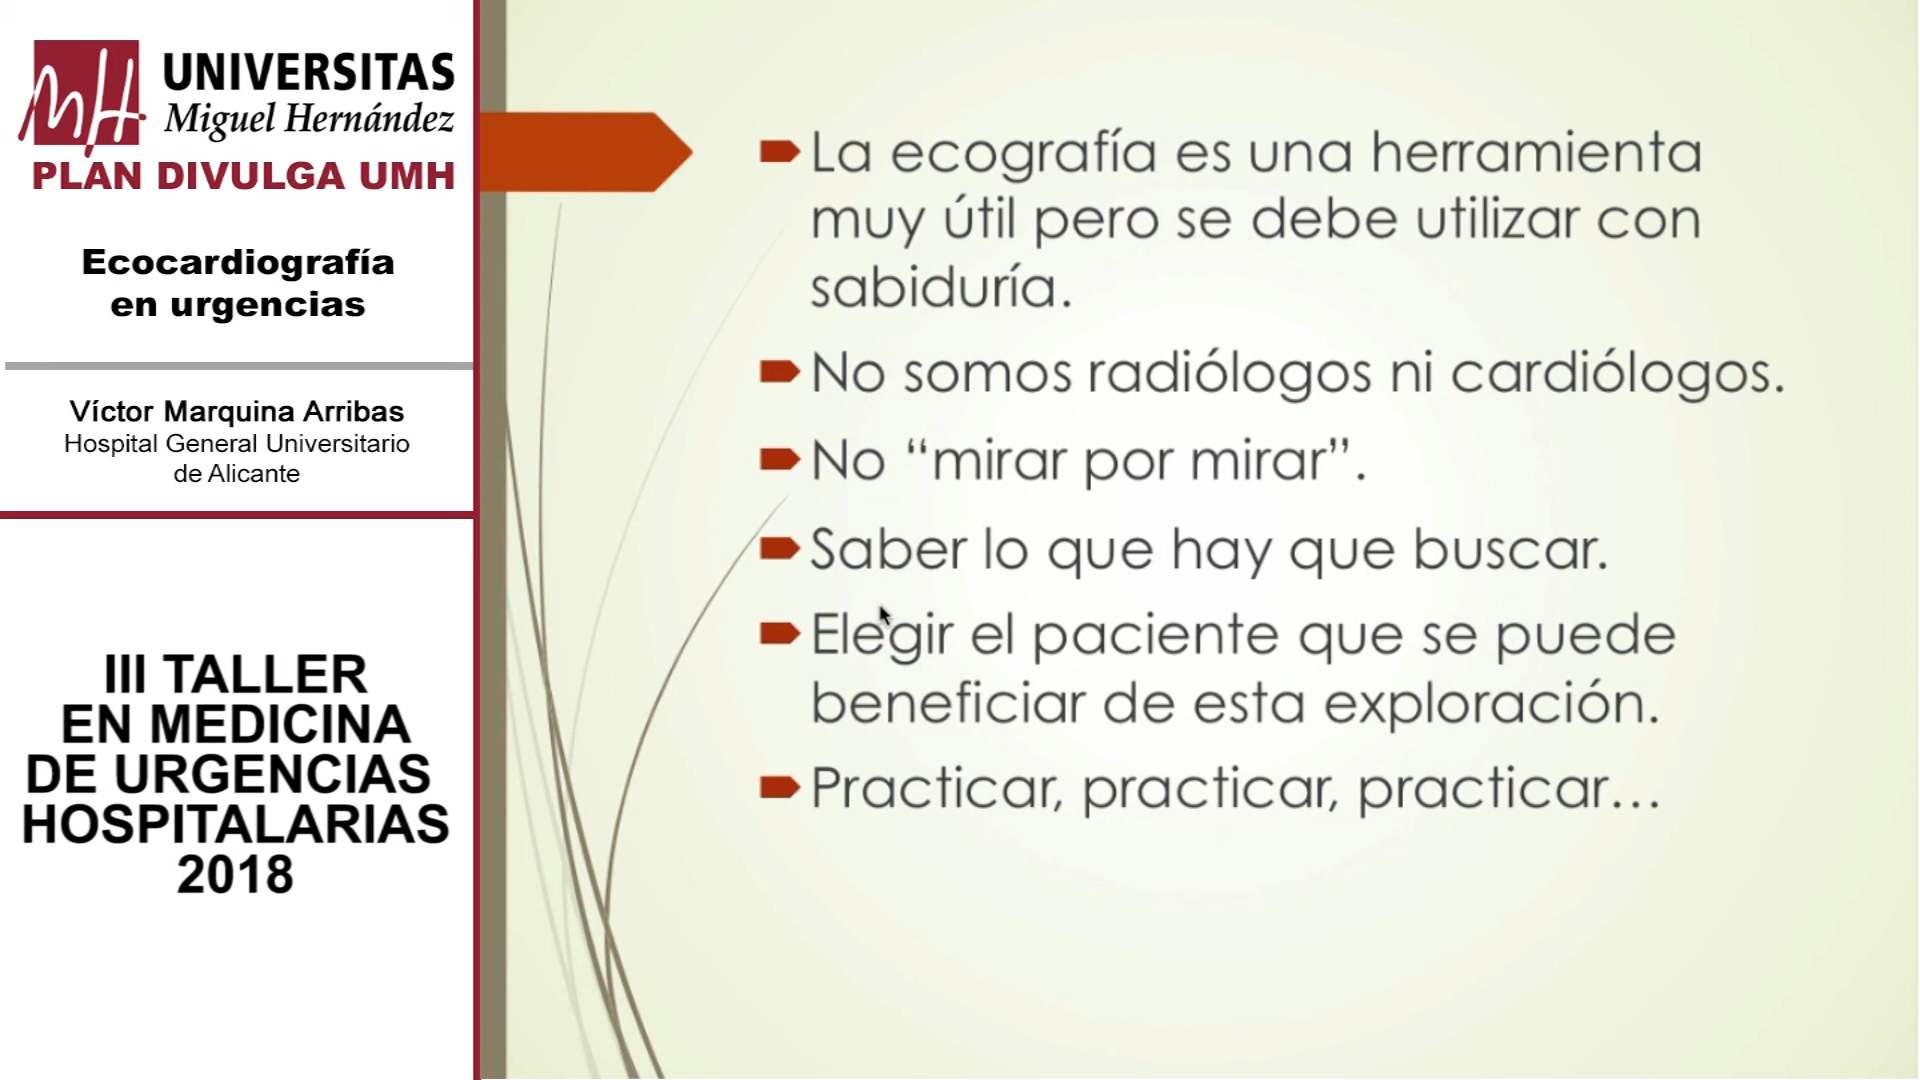 UNIVERSITAS
Miguel Hernández
PLAN DIVULGA UMH
Ecocardiografía
en urgencias
Víctor Marquina Arribas
Hospital General Universitario
de Alicante
III TALLER
EN MEDICINA
DE URGENCIAS
HOSPITALARIAS
2018
La ecografía es una herramienta
muy útil pero se debe utilizar con
sabiduría.
No somos radiólogos ni cardiólogos.
No “mirar por mirar”.
Saber lo que hay que buscar.
Elegir el paciente que se puede
beneficiar de esta exploración.
Practicar, practicar, practicar…